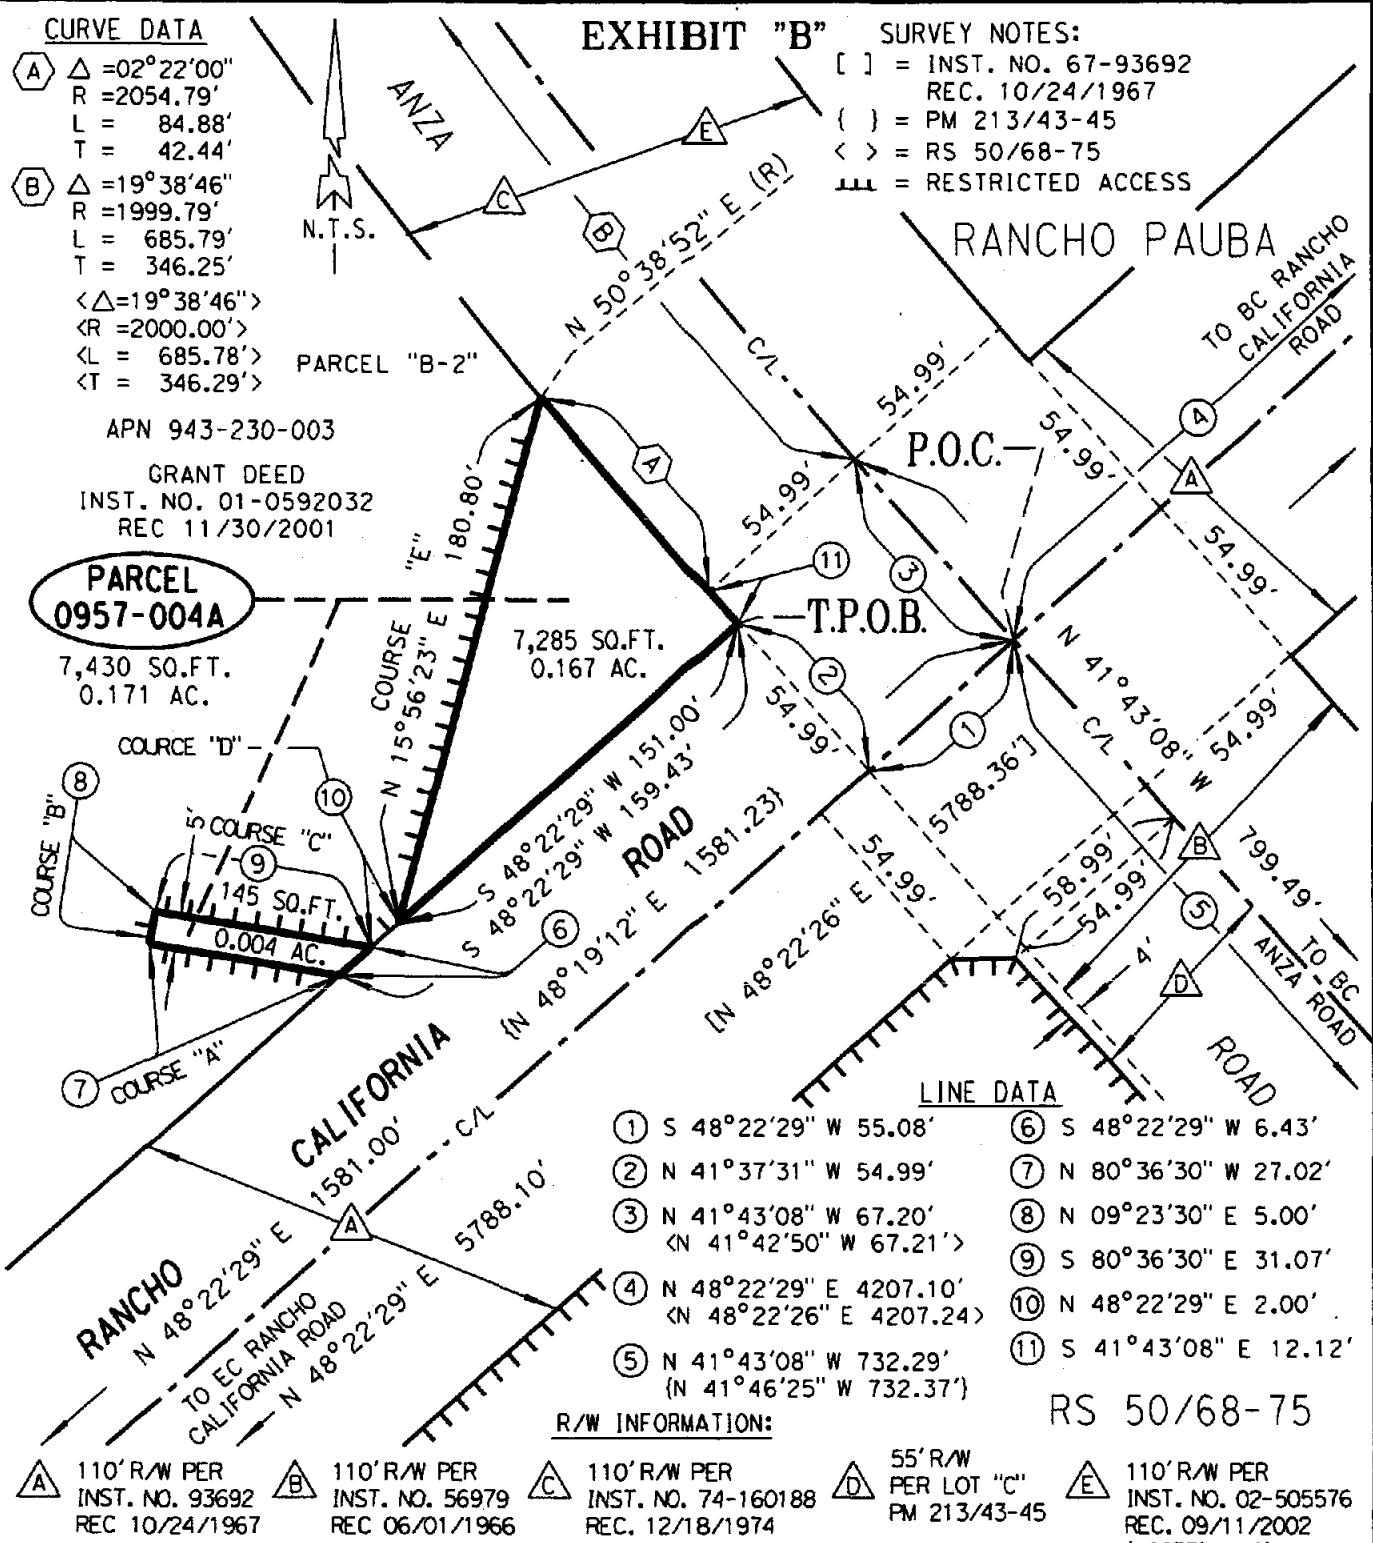 EXHIBIT "B"
CURVE DATA
A △ =02°22'00"
R =2054.79'
L = 84.88'
T = 42.44'
B △ =19°38'46"
R =1999.79'
L = 685.79'
T = 346.25'
<△=19°38'46">
<R =2000.00'>
<L = 685.78'>
<T = 346.29'>
APN 943-230-003
GRANT DEED
INST. NO. 01-0592032
REC 11/30/2001
PARCEL
0957-004A
7,430 SQ.FT.
0.171 AC.
N.T.S.
PARCEL "B-2"
ANZA
C
E
B
N 50°38'52" E (R)
SURVEY NOTES:
[ ] = INST. NO. 67-93692
REC. 10/24/1967
{ } = PM 213/43-45
< > = RS 50/68-75
= RESTRICTED ACCESS
RANCHO PAUBA
TO BC RANCHO
CALIFORNIA
ROAD
C/L
54.99'
54.99'
P.O.C.
54.99'
4
A
54.99'
A
11
3
T.P.O.B.
180.80'
COURSE "E"
N 15°56'23" E
7,285 SQ.FT.
0.167 AC.
2
54.99'
1
N 41°43'08" W
C/L
54.99'
799.49'
TO BC
ANZA ROAD
B
5
58.99'
54.99'
4'
D
ROAD
54.99'
S 48°22'29" W 151.00'
S 48°22'29" W 159.43'
ROAD
{N 48°19'12" E 1581.23}
[N 48°22'26" E 5788.36']
COURCE "D"
8
10
COURSE "B"
5'
COURSE "C"
9
145 SQ.FT.
0.004 AC.
6
7
COURSE "A"
CALIFORNIA
C/L
RANCHO
N 48°22'29" E 1581.00'
A
N 48°22'29" E 5788.10'
TO EC RANCHO
CALIFORNIA ROAD
LINE DATA
1 S 48°22'29" W 55.08'
2 N 41°37'31" W 54.99'
3 N 41°43'08" W 67.20'
<N 41°42'50" W 67.21'>
4 N 48°22'29" E 4207.10'
<N 48°22'26" E 4207.24>
5 N 41°43'08" W 732.29'
{N 41°46'25" W 732.37'}
6 S 48°22'29" W 6.43'
7 N 80°36'30" W 27.02'
8 N 09°23'30" E 5.00'
9 S 80°36'30" E 31.07'
10 N 48°22'29" E 2.00'
11 S 41°43'08" E 12.12'
RS 50/68-75
R/W INFORMATION:
A 110' R/W PER
INST. NO. 93692
REC 10/24/1967
B 110' R/W PER
INST. NO. 56979
REC 06/01/1966
C 110' R/W PER
INST. NO. 74-160188
REC. 12/18/1974
D 55' R/W
PER LOT "C"
PM 213/43-45
E 110' R/W PER
INST. NO. 02-505576
REC. 09/11/2002